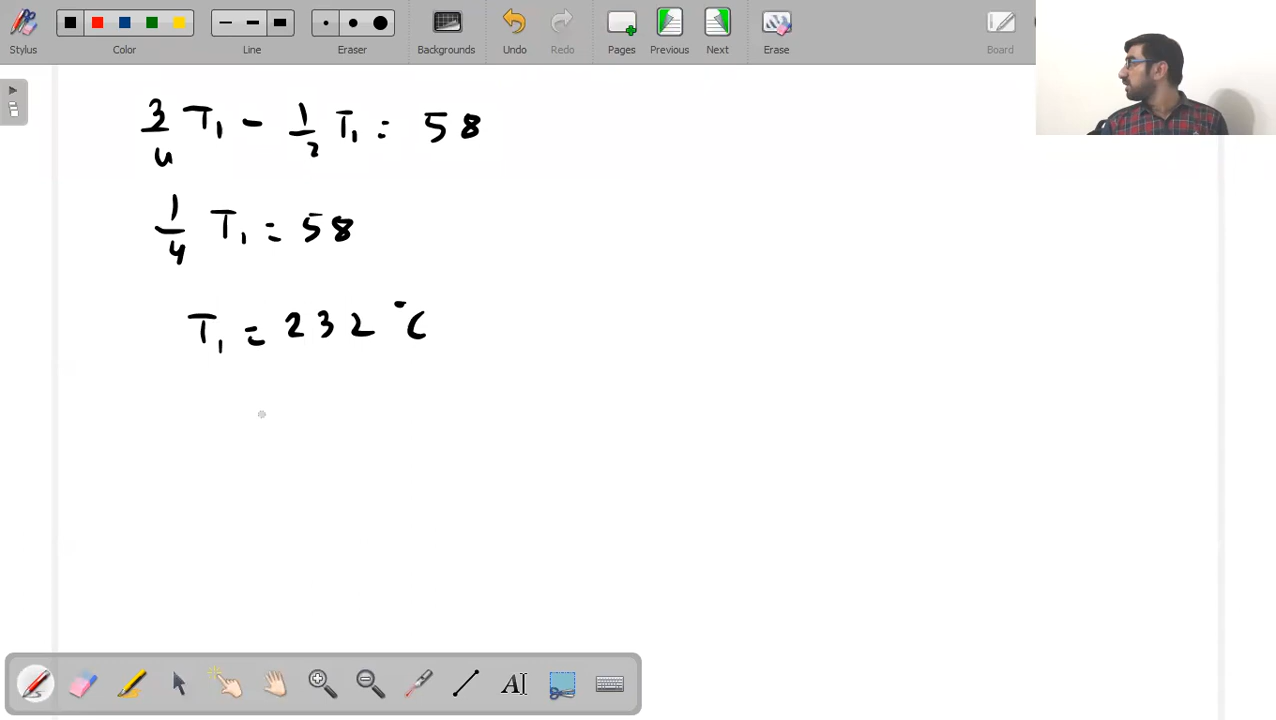 Stylus Color Line Eraser Backgrounds Undo Redo Pages Previous Next Erase Board
3/4 T₁ - 1/2 T₁ = 58
1/4 T₁ = 58
T₁ = 232 °C